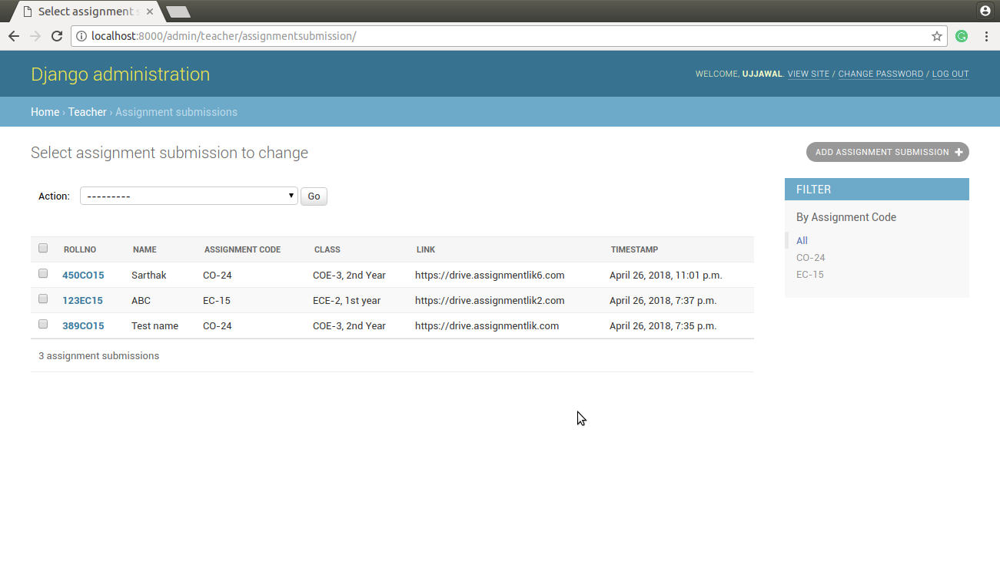 Select assignment s
localhost:8000/admin/teacher/assignmentsubmission/
Django administration
WELCOME, UJJAWAL. VIEW SITE / CHANGE PASSWORD / LOG OUT
Home › Teacher › Assignment submissions
Select assignment submission to change
ADD ASSIGNMENT SUBMISSION +
Action: --------- Go
ROLLNO NAME ASSIGNMENT CODE CLASS LINK TIMESTAMP
450CO15 Sarthak CO-24 COE-3, 2nd Year https://drive.assignmentlik6.com April 26, 2018, 11:01 p.m.
123EC15 ABC EC-15 ECE-2, 1st year https://drive.assignmentlik2.com April 26, 2018, 7:37 p.m.
389CO15 Test name CO-24 COE-3, 2nd Year https://drive.assignmentlik.com April 26, 2018, 7:35 p.m.
3 assignment submissions
FILTER
By Assignment Code
All
CO-24
EC-15